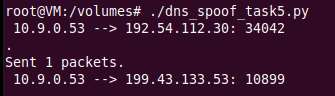 root@VM:/volumes# ./dns_spoof_task5.py
10.9.0.53 --> 192.54.112.30: 34042
.
Sent 1 packets.
10.9.0.53 --> 199.43.133.53: 10899